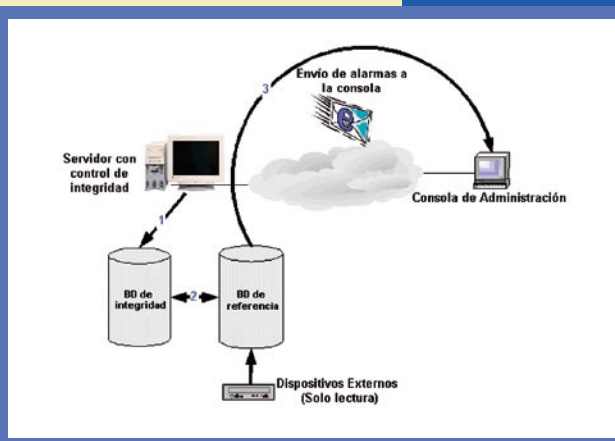 Envío de alarmas a
la consola
3
Servidor con
control de
integridad
Consola de Administración
1
BD de
integridad
2
BD de
referencia
Dispositivos Externos
(Solo lectura)